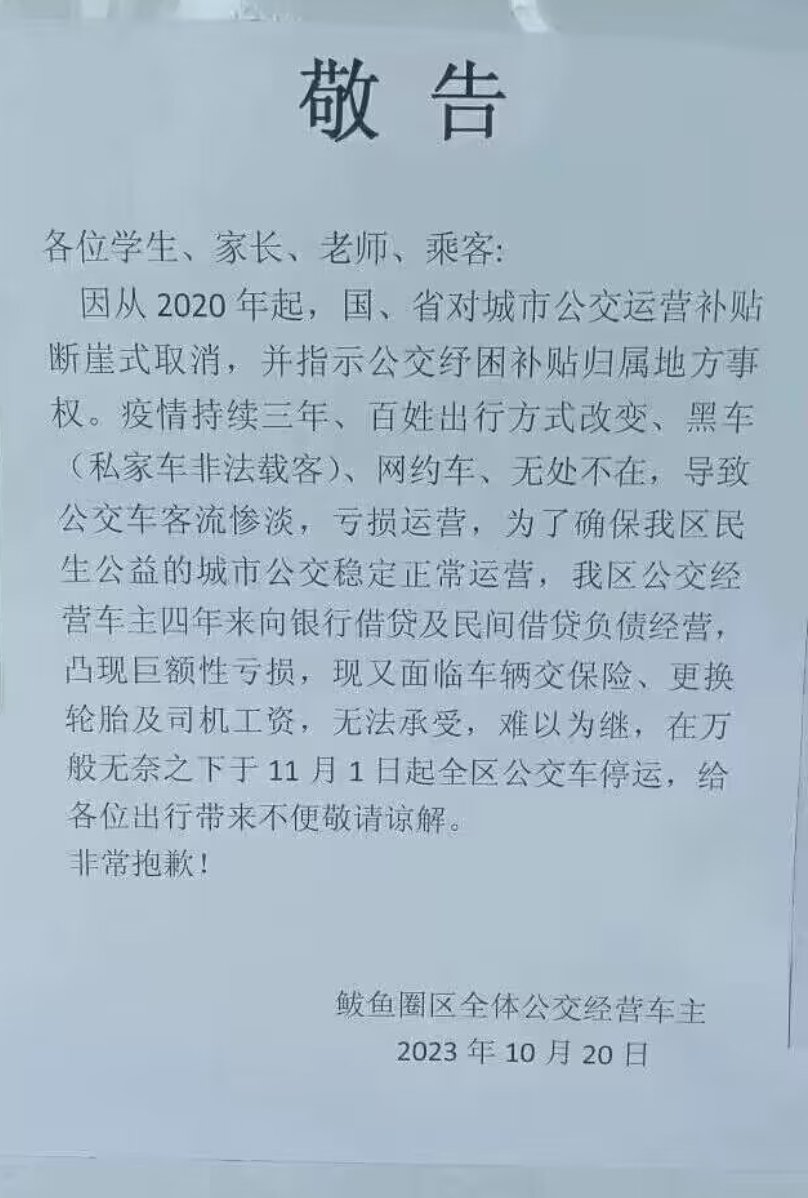 敬 告
各位学生、家长、老师、乘客:
因从 2020 年起，国、省对城市公交运营补贴
断崖式取消，并指示公交纾困补贴归属地方事
权。疫情持续三年、百姓出行方式改变、黑车
（私家车非法载客）、网约车、无处不在，导致
公交车客流惨淡，亏损运营，为了确保我区民
生公益的城市公交稳定正常运营，我区公交经
营车主四年来向银行借贷及民间借贷负债经营，
凸现巨额性亏损，现又面临车辆交保险、更换
轮胎及司机工资，无法承受，难以为继，在万
般无奈之下于 11 月 1 日起全区公交车停运，给
各位出行带来不便敬请谅解。
非常抱歉！
鲅鱼圈区全体公交经营车主
2023 年 10 月 20 日